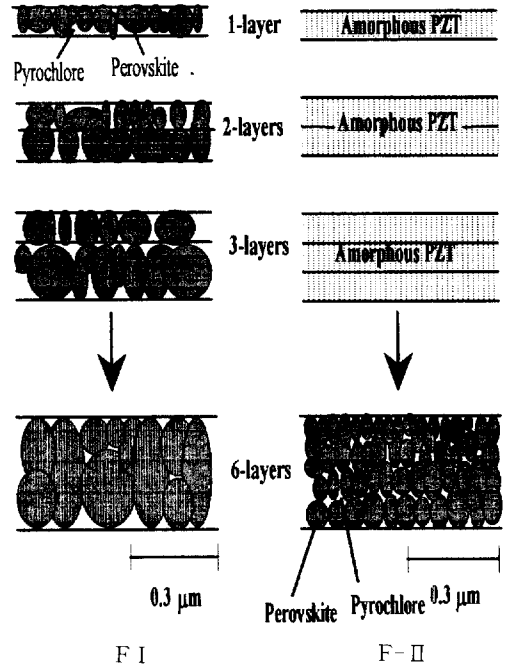 1-layer
Amorphous PZT
Pyrochlore
Perovskite
2-layers
Amorphous PZT
3-layers
Amorphous PZT
6-layers
0.3 μm
0.3 μm
Perovskite
Pyrochlore
F I
F-II